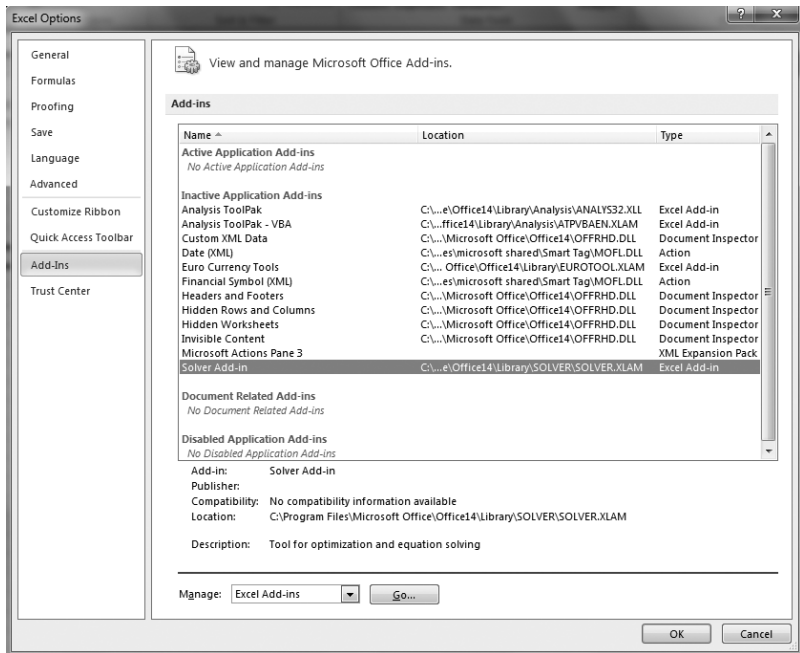 Excel Options
General
Formulas
Proofing
Save
Language
Advanced
Customize Ribbon
Quick Access Toolbar
Add-Ins
Trust Center
View and manage Microsoft Office Add-ins.
Add-ins
Name Location Type
Active Application Add-ins
No Active Application Add-ins
Inactive Application Add-ins
Analysis ToolPak C:\...e\Office14\Library\Analysis\ANALYS32.XLL Excel Add-in
Analysis ToolPak - VBA C:\...ffice14\Library\Analysis\ATPVBAEN.XLAM Excel Add-in
Custom XML Data C:\...\Microsoft Office\Office14\OFFRHD.DLL Document Inspector
Date (XML) C:\...es\microsoft shared\Smart Tag\MOFL.DLL Action
Euro Currency Tools C:\... Office\Office14\Library\EUROTOOL.XLAM Excel Add-in
Financial Symbol (XML) C:\...es\microsoft shared\Smart Tag\MOFL.DLL Action
Headers and Footers C:\...\Microsoft Office\Office14\OFFRHD.DLL Document Inspector
Hidden Rows and Columns C:\...\Microsoft Office\Office14\OFFRHD.DLL Document Inspector
Hidden Worksheets C:\...\Microsoft Office\Office14\OFFRHD.DLL Document Inspector
Invisible Content C:\...\Microsoft Office\Office14\OFFRHD.DLL Document Inspector
Microsoft Actions Pane 3 XML Expansion Pack
Solver Add-in C:\...e\Office14\Library\SOLVER\SOLVER.XLAM Excel Add-in
Document Related Add-ins
No Document Related Add-ins
Disabled Application Add-ins
No Disabled Application Add-ins
Add-in: Solver Add-in
Publisher:
Compatibility: No compatibility information available
Location: C:\Program Files\Microsoft Office\Office14\Library\SOLVER\SOLVER.XLAM
Description: Tool for optimization and equation solving
Manage: Excel Add-ins Go...
OK Cancel